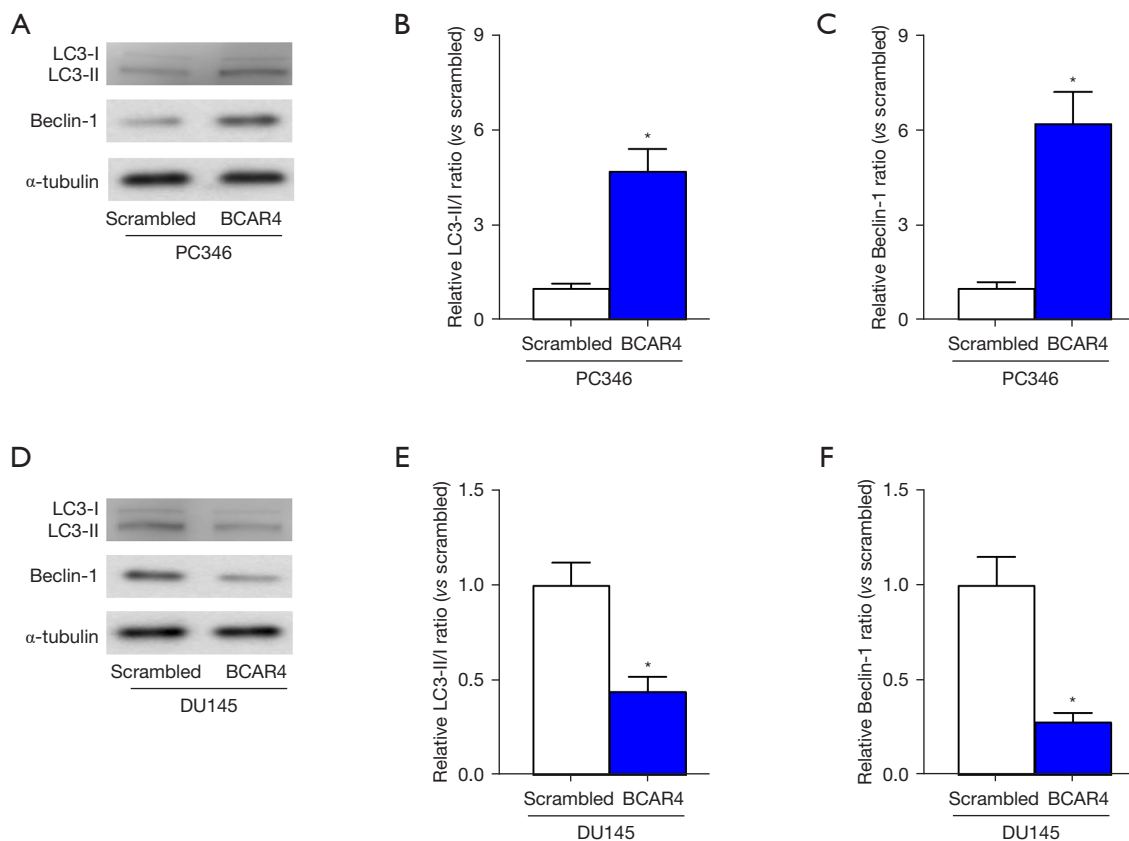 A
LC3-I
LC3-II
Beclin-1
α-tubulin
Scrambled BCAR4
PC346
B
Relative LC3-II/I ratio (vs scrambled)
9
6
3
0
*
Scrambled BCAR4
PC346
C
Relative Beclin-1 ratio (vs scrambled)
9
6
3
0
*
Scrambled BCAR4
PC346
D
LC3-I
LC3-II
Beclin-1
α-tubulin
Scrambled BCAR4
DU145
E
Relative LC3-II/I ratio (vs scrambled)
1.5
1.0
0.5
0.0
*
Scrambled BCAR4
DU145
F
Relative Beclin-1 ratio (vs scrambled)
1.5
1.0
0.5
0.0
*
Scrambled BCAR4
DU145